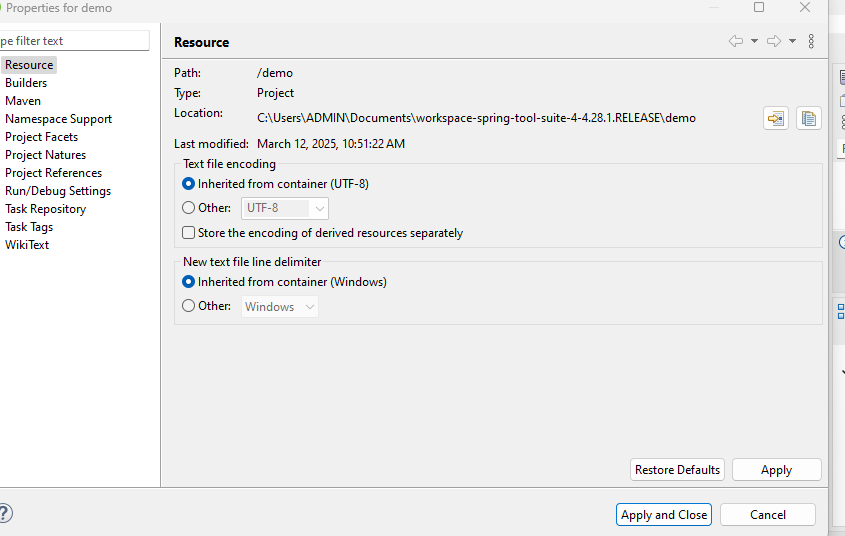 Properties for demo
pe filter text
Resource
Builders
Maven
Namespace Support
Project Facets
Project Natures
Project References
Run/Debug Settings
Task Repository
Task Tags
WikiText
Resource
Path: /demo
Type: Project
Location: C:\Users\ADMIN\Documents\workspace-spring-tool-suite-4-4.28.1.RELEASE\demo
Last modified: March 12, 2025, 10:51:22 AM
Text file encoding
Inherited from container (UTF-8)
Other: UTF-8
Store the encoding of derived resources separately
New text file line delimiter
Inherited from container (Windows)
Other: Windows
Restore Defaults Apply
? Apply and Close Cancel